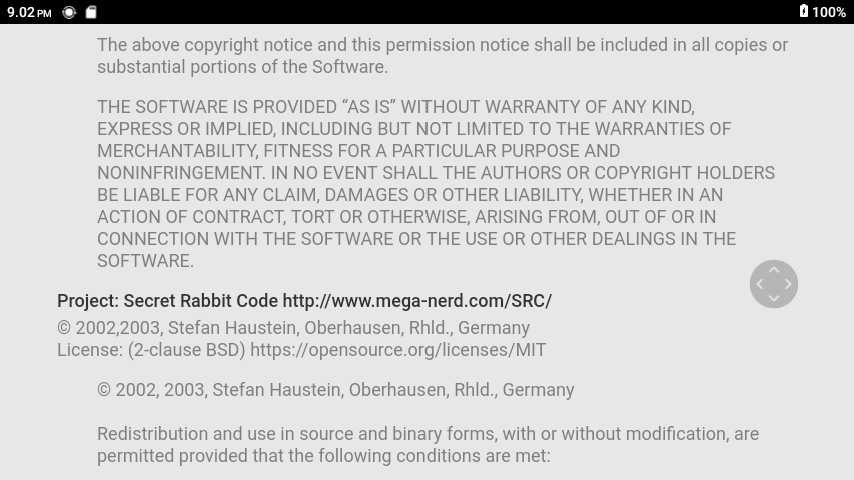 9.02 PM
100%
The above copyright notice and this permission notice shall be included in all copies or
substantial portions of the Software.
THE SOFTWARE IS PROVIDED “AS IS” WITHOUT WARRANTY OF ANY KIND,
EXPRESS OR IMPLIED, INCLUDING BUT NOT LIMITED TO THE WARRANTIES OF
MERCHANTABILITY, FITNESS FOR A PARTICULAR PURPOSE AND
NONINFRINGEMENT. IN NO EVENT SHALL THE AUTHORS OR COPYRIGHT HOLDERS
BE LIABLE FOR ANY CLAIM, DAMAGES OR OTHER LIABILITY, WHETHER IN AN
ACTION OF CONTRACT, TORT OR OTHERWISE, ARISING FROM, OUT OF OR IN
CONNECTION WITH THE SOFTWARE OR THE USE OR OTHER DEALINGS IN THE
SOFTWARE.
Project: Secret Rabbit Code http://www.mega-nerd.com/SRC/
© 2002,2003, Stefan Haustein, Oberhausen, Rhld., Germany
License: (2-clause BSD) https://opensource.org/licenses/MIT
© 2002, 2003, Stefan Haustein, Oberhausen, Rhld., Germany
Redistribution and use in source and binary forms, with or without modification, are
permitted provided that the following conditions are met: